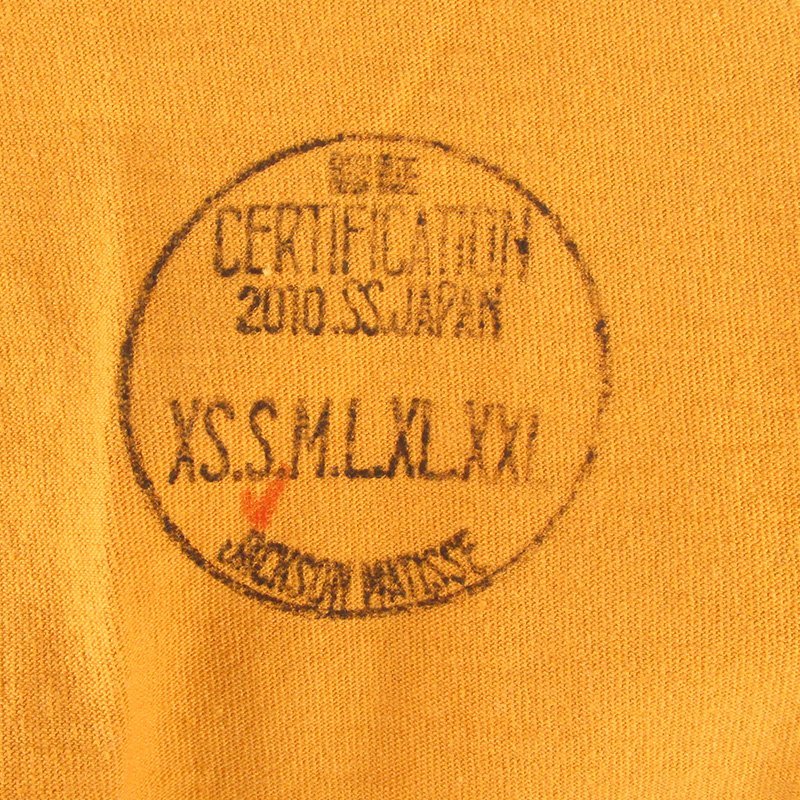 CERTIFICATION
2010.SS.JAPAN
XS.S.M.L.XL.XXL
JACKSON MATISSE